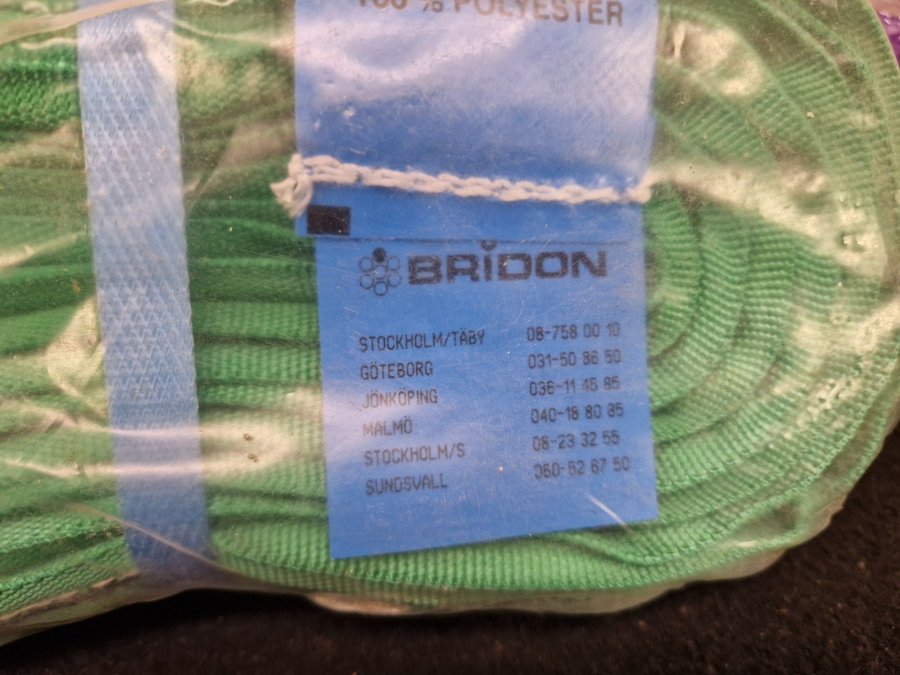 100 % POLYESTER
BRIDON
STOCKHOLM/TÄBY 08-758 00 10
GÖTEBORG 031-50 86 50
JÖNKÖPING 036-11 45 85
MALMÖ 040-18 80 85
STOCKHOLM/S 08-23 32 55
SUNDSVALL 060-52 67 50